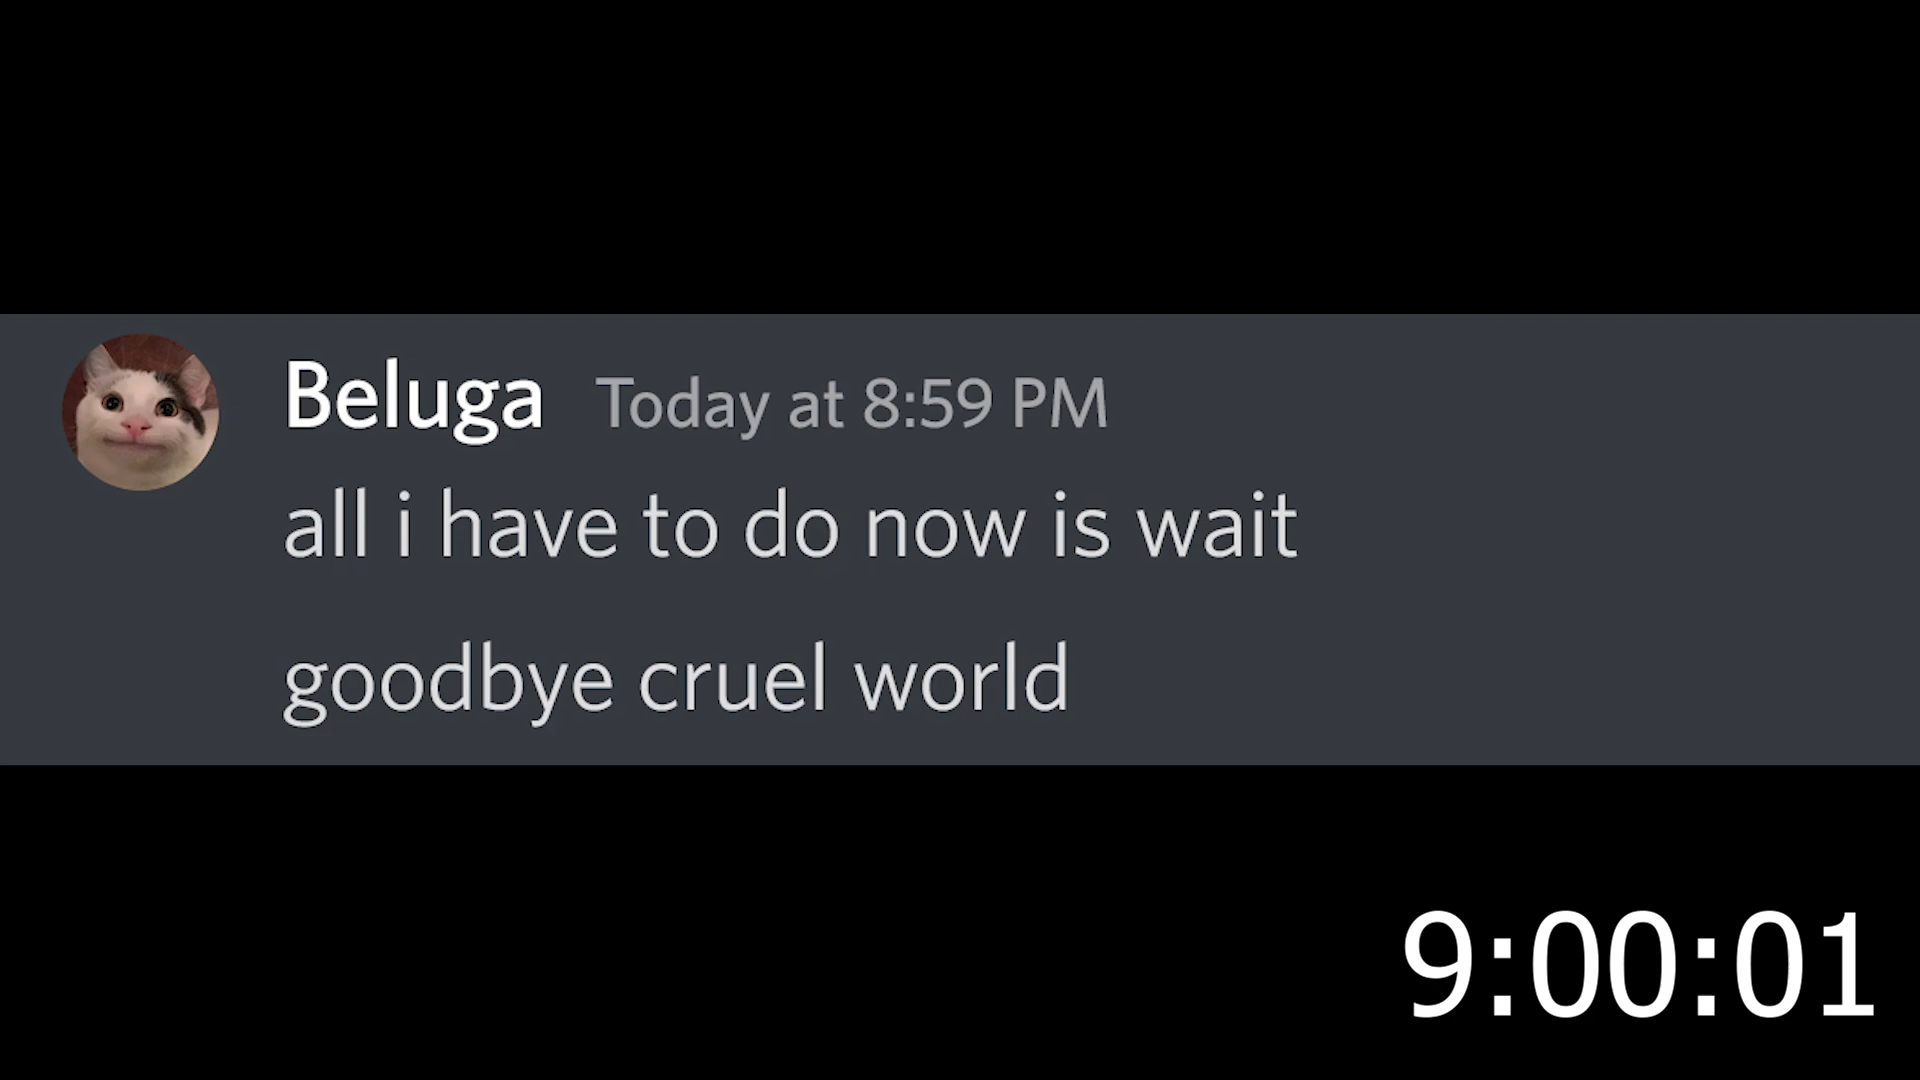 Beluga Today at 8:59 PM
all i have to do now is wait
goodbye cruel world
9:00:01